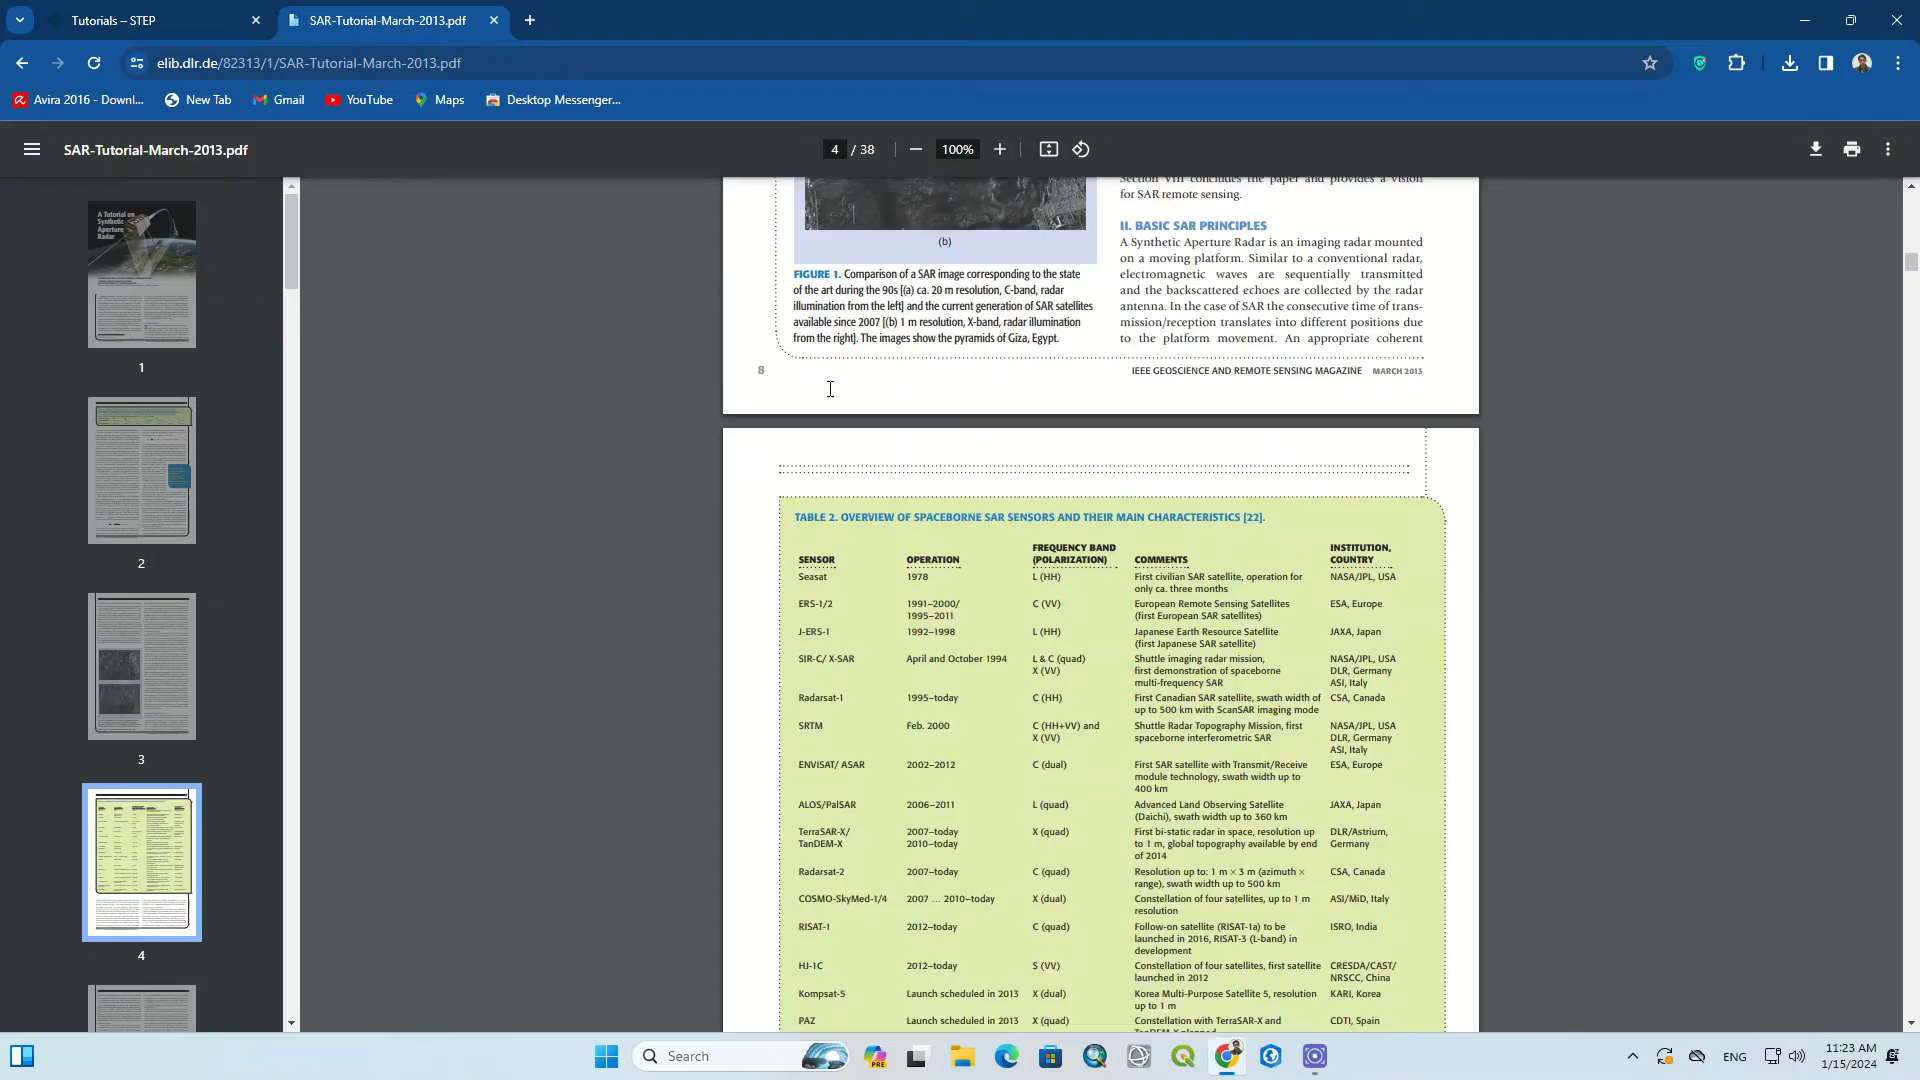 Tutorials – STEP
SAR-Tutorial-March-2013.pdf
elib.dlr.de/82313/1/SAR-Tutorial-March-2013.pdf
Avira 2016 - Downl...
New Tab
Gmail
YouTube
Maps
Desktop Messenger...
SAR-Tutorial-March-2013.pdf
4 / 38
100%
A Tutorial on
Synthetic
Aperture
Radar
1
2
3
4
(b)
FIGURE 1. Comparison of a SAR image corresponding to the state
of the art during the 90s [(a) ca. 20 m resolution, C-band, radar
illumination from the left] and the current generation of SAR satellites
available since 2007 [(b) 1 m resolution, X-band, radar illumination
from the right]. The images show the pyramids of Giza, Egypt.
Section VIII concludes the paper and provides a vision
for SAR remote sensing.
II. BASIC SAR PRINCIPLES
A Synthetic Aperture Radar is an imaging radar mounted
on a moving platform. Similar to a conventional radar,
electromagnetic waves are sequentially transmitted
and the backscattered echoes are collected by the radar
antenna. In the case of SAR the consecutive time of trans-
mission/reception translates into different positions due
to the platform movement. An appropriate coherent
8
IEEE GEOSCIENCE AND REMOTE SENSING MAGAZINE MARCH 2013
TABLE 2. OVERVIEW OF SPACEBORNE SAR SENSORS AND THEIR MAIN CHARACTERISTICS [22].
FREQUENCY BAND INSTITUTION,
SENSOR OPERATION (POLARIZATION) COMMENTS COUNTRY
Seasat 1978 L (HH) First civilian SAR satellite, operation for NASA/JPL, USA
only ca. three months
ERS-1/2 1991–2000/ C (VV) European Remote Sensing Satellites ESA, Europe
1995–2011 (first European SAR satellites)
J-ERS-1 1992–1998 L (HH) Japanese Earth Resource Satellite JAXA, Japan
(first Japanese SAR satellite)
SIR-C/ X-SAR April and October 1994 L & C (quad) Shuttle imaging radar mission, NASA/JPL, USA
X (VV) first demonstration of spaceborne DLR, Germany
multi-frequency SAR ASI, Italy
Radarsat-1 1995–today C (HH) First Canadian SAR satellite, swath width of CSA, Canada
up to 500 km with ScanSAR imaging mode
SRTM Feb. 2000 C (HH+VV) and Shuttle Radar Topography Mission, first NASA/JPL, USA
X (VV) spaceborne interferometric SAR DLR, Germany
ASI, Italy
ENVISAT/ ASAR 2002–2012 C (dual) First SAR satellite with Transmit/Receive ESA, Europe
module technology, swath width up to
400 km
ALOS/PalSAR 2006–2011 L (quad) Advanced Land Observing Satellite JAXA, Japan
(Daichi), swath width up to 360 km
TerraSAR-X/ 2007–today X (quad) First bi-static radar in space, resolution up DLR/Astrium,
TanDEM-X 2010–today to 1 m, global topography available by end Germany
of 2014
Radarsat-2 2007–today C (quad) Resolution up to: 1 m × 3 m (azimuth × CSA, Canada
range), swath width up to 500 km
COSMO-SkyMed-1/4 2007 … 2010–today X (dual) Constellation of four satellites, up to 1 m ASI/MiD, Italy
resolution
RISAT-1 2012–today C (quad) Follow-on satellite (RISAT-1a) to be ISRO, India
launched in 2016, RISAT-3 (L-band) in
development
HJ-1C 2012–today S (VV) Constellation of four satellites, first satellite CRESDA/CAST/
launched in 2012 NRSCC, China
Kompsat-5 Launch scheduled in 2013 X (dual) Korea Multi-Purpose Satellite 5, resolution KARI, Korea
up to 1 m
PAZ Launch scheduled in 2013 X (quad) Constellation with TerraSAR-X and CDTI, Spain
TanDEM-X planned
Search
PRE
ENG
11:23 AM
1/15/2024